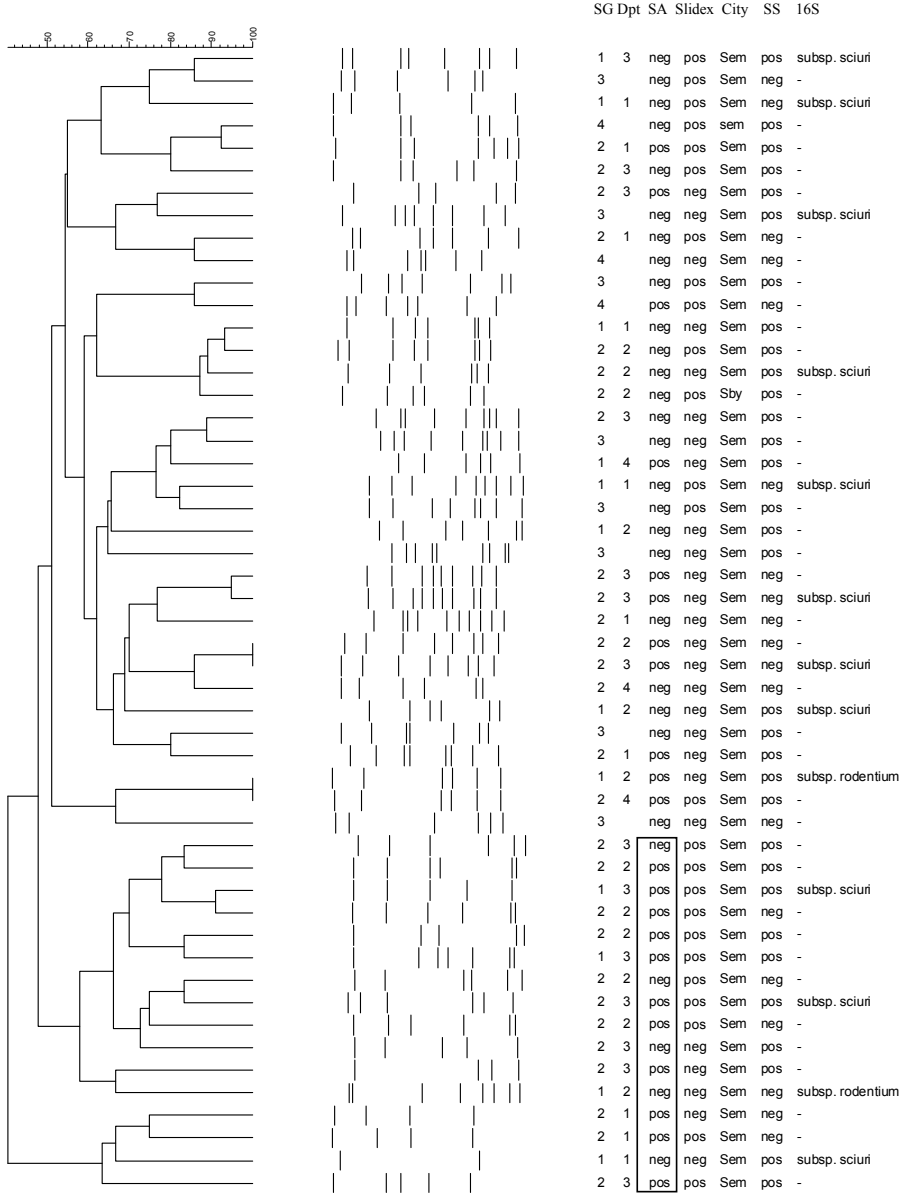 SG Dpt SA Slidex City SS 16S
50 60 70 80 90 100
1 3 neg pos Sem pos subsp. sciuri
3 neg pos Sem neg -
1 1 neg pos Sem neg subsp. sciuri
4 neg pos sem pos -
2 1 pos pos Sem pos -
2 3 neg pos Sem pos -
2 3 pos neg Sem pos -
3 neg neg Sem pos subsp. sciuri
2 1 neg pos Sem neg -
4 neg neg Sem neg -
3 neg pos Sem pos -
4 pos pos Sem neg -
1 1 neg neg Sem pos -
2 2 neg pos Sem pos -
2 2 neg neg Sem pos subsp. sciuri
2 2 neg pos Sby pos -
2 3 neg neg Sem pos -
3 neg neg Sem pos -
1 4 pos neg Sem pos -
1 1 neg pos Sem neg subsp. sciuri
3 neg pos Sem pos -
1 2 neg neg Sem pos -
3 neg neg Sem pos -
2 3 pos neg Sem neg -
2 3 pos neg Sem neg subsp. sciuri
2 1 neg neg Sem neg -
2 2 pos neg Sem neg -
2 3 pos neg Sem neg subsp. sciuri
2 4 neg neg Sem neg -
1 2 neg neg Sem pos subsp. sciuri
3 neg neg Sem pos -
2 1 pos neg Sem pos -
1 2 pos neg Sem pos subsp. rodentium
2 4 pos pos Sem pos -
3 neg neg Sem neg -
2 3 neg pos Sem pos -
2 2 pos pos Sem pos -
1 3 pos pos Sem pos subsp. sciuri
2 2 pos pos Sem neg -
2 2 pos pos Sem pos -
1 3 pos pos Sem pos -
2 2 neg pos Sem neg -
2 3 pos pos Sem pos subsp. sciuri
2 2 pos pos Sem neg -
2 3 neg neg Sem pos -
2 3 pos neg Sem pos -
1 2 neg neg Sem neg subsp. rodentium
2 1 pos neg Sem neg -
2 1 pos pos Sem neg -
1 1 neg neg Sem pos subsp. sciuri
2 3 pos pos Sem pos -